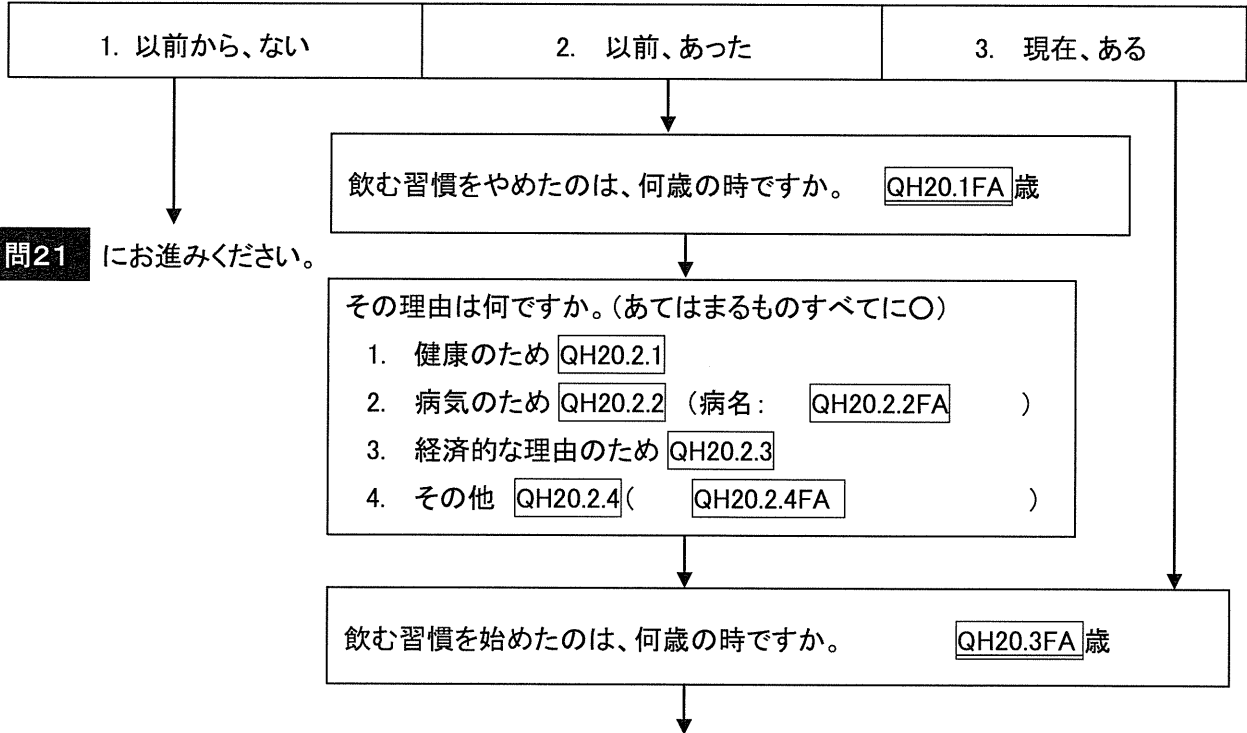 1. 以前から、ない 2. 以前、あった 3. 現在、ある
飲む習慣をやめたのは、何歳の時ですか。 QH20.1FA 歳
問21 にお進みください。
その理由は何ですか。(あてはまるものすべてに○)
1. 健康のため QH20.2.1
2. 病気のため QH20.2.2 (病名: QH20.2.2FA )
3. 経済的な理由のため QH20.2.3
4. その他 QH20.2.4( QH20.2.4FA )
飲む習慣を始めたのは、何歳の時ですか。 QH20.3FA 歳